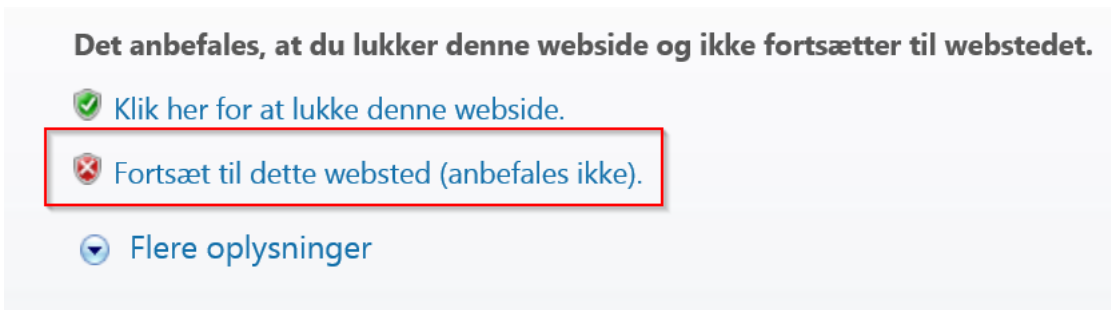 Det anbefales, at du lukker denne webside og ikke fortsætter til webstedet.
Klik her for at lukke denne webside.
Fortsæt til dette websted (anbefales ikke).
Flere oplysninger